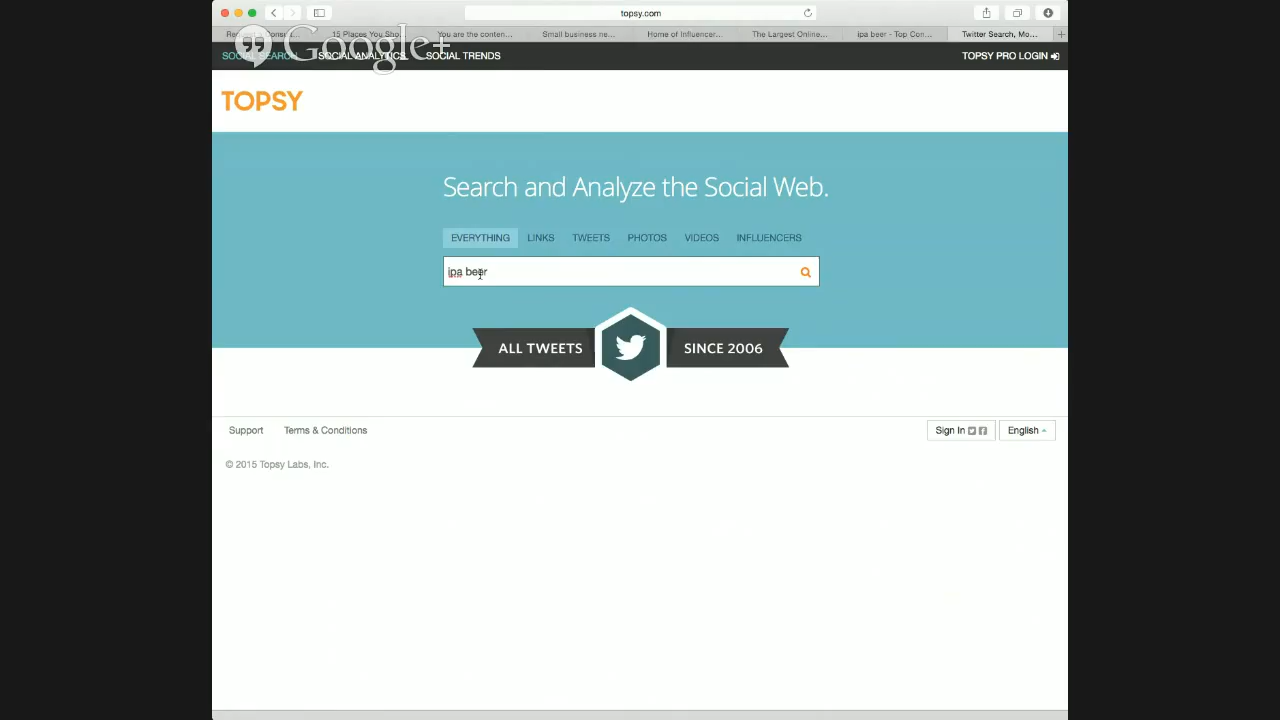 topsy.com
15 Places You Sho...
You are the conten...
Small business ne...
Home of Influencer...
The Largest Online...
ipa beer - Top Con...
Twitter Search, Mo...
Google+
SOCIAL SEARCH
SOCIAL ANALYTICS
SOCIAL TRENDS
TOPSY PRO LOGIN
TOPSY
Search and Analyze the Social Web.
EVERYTHING
LINKS
TWEETS
PHOTOS
VIDEOS
INFLUENCERS
ipa beer
ALL TWEETS
SINCE 2006
Support
Terms & Conditions
Sign In
English
© 2015 Topsy Labs, Inc.